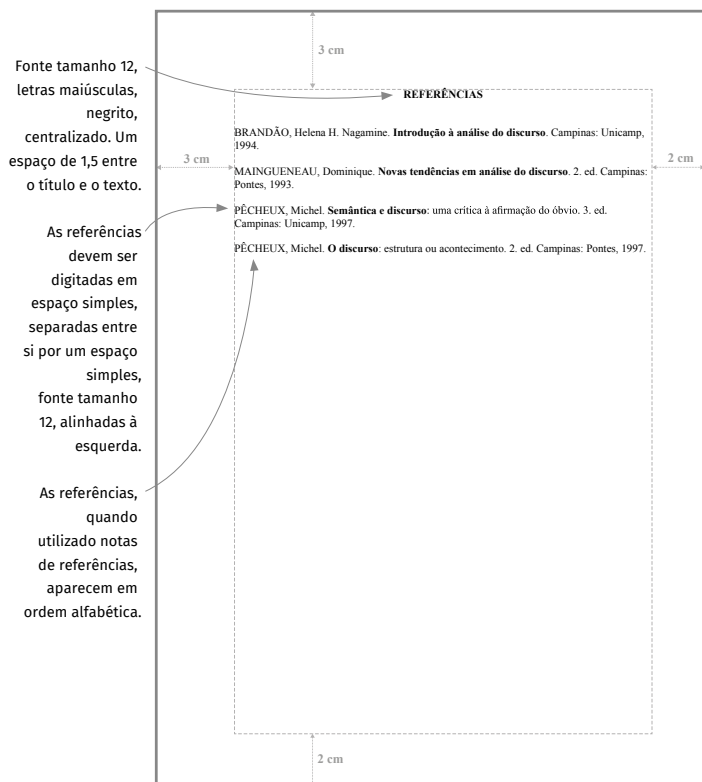 3 cm
Fonte tamanho 12,
letras maiúsculas,
negrito,
centralizado. Um
espaço de 1,5 entre
o título e o texto.
REFERÊNCIAS
BRANDÃO, Helena H. Nagamine. Introdução à análise do discurso. Campinas: Unicamp,
1994.
3 cm
2 cm
MAINGUENEAU, Dominique. Novas tendências em análise do discurso. 2. ed. Campinas:
Pontes, 1993.
PÊCHEUX, Michel. Semântica e discurso: uma crítica à afirmação do óbvio. 3. ed.
Campinas: Unicamp, 1997.
PÊCHEUX, Michel. O discurso: estrutura ou acontecimento. 2. ed. Campinas: Pontes, 1997.
As referências
devem ser
digitadas em
espaço simples,
separadas entre
si por um espaço
simples,
fonte tamanho
12, alinhadas à
esquerda.
As referências,
quando
utilizado notas
de referências,
aparecem em
ordem alfabética.
2 cm